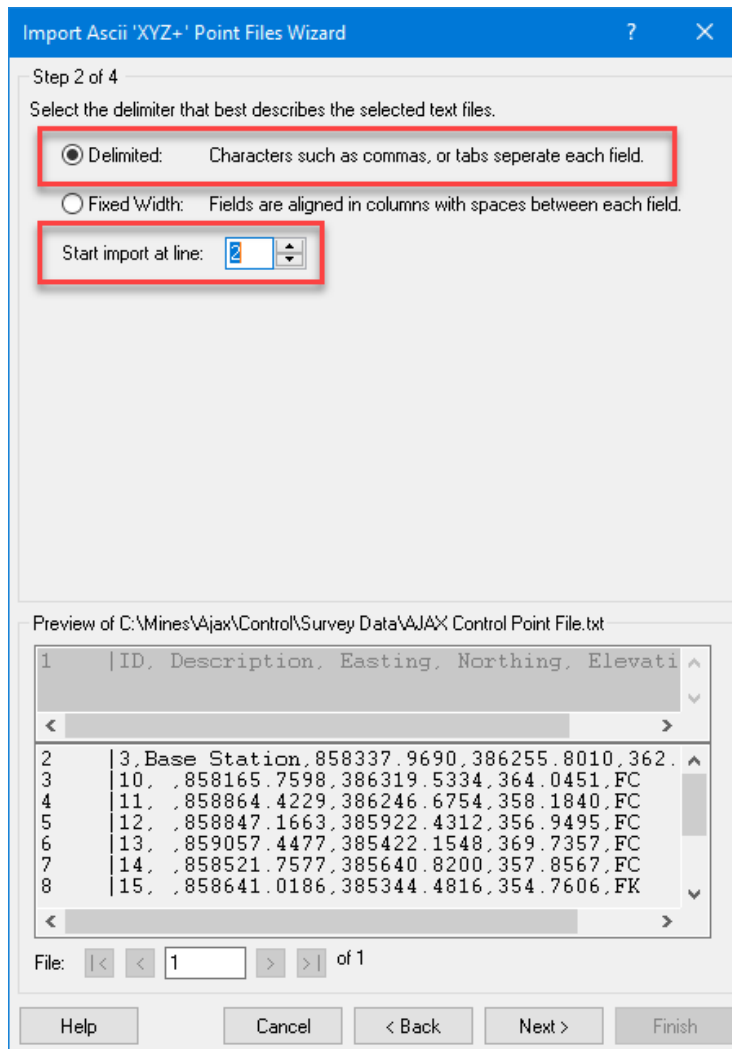 Import Ascii 'XYZ+' Point Files Wizard ? ×
Step 2 of 4
Select the delimiter that best describes the selected text files.
Delimited: Characters such as commas, or tabs seperate each field.
Fixed Width: Fields are aligned in columns with spaces between each field.
Start import at line: 2
Preview of C:\Mines\Ajax\Control\Survey Data\AJAX Control Point File.txt
1 |ID, Description, Easting, Northing, Elevati
2 |3,Base Station,858337.9690,386255.8010,362.
3 |10, ,858165.7598,386319.5334,364.0451,FC
4 |11, ,858864.4229,386246.6754,358.1840,FC
5 |12, ,858847.1663,385922.4312,356.9495,FC
6 |13, ,859057.4477,385422.1548,369.7357,FC
7 |14, ,858521.7577,385640.8200,357.8567,FC
8 |15, ,858641.0186,385344.4816,354.7606,FK
File: |< < 1 > >| of 1
Help Cancel < Back Next > Finish